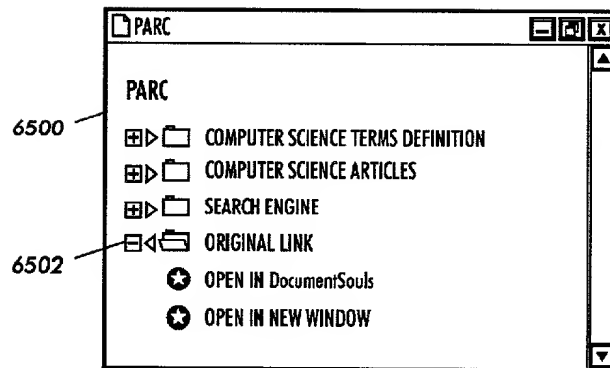 PARC
PARC
6500
COMPUTER SCIENCE TERMS DEFINITION
COMPUTER SCIENCE ARTICLES
SEARCH ENGINE
6502
ORIGINAL LINK
OPEN IN DocumentSouls
OPEN IN NEW WINDOW